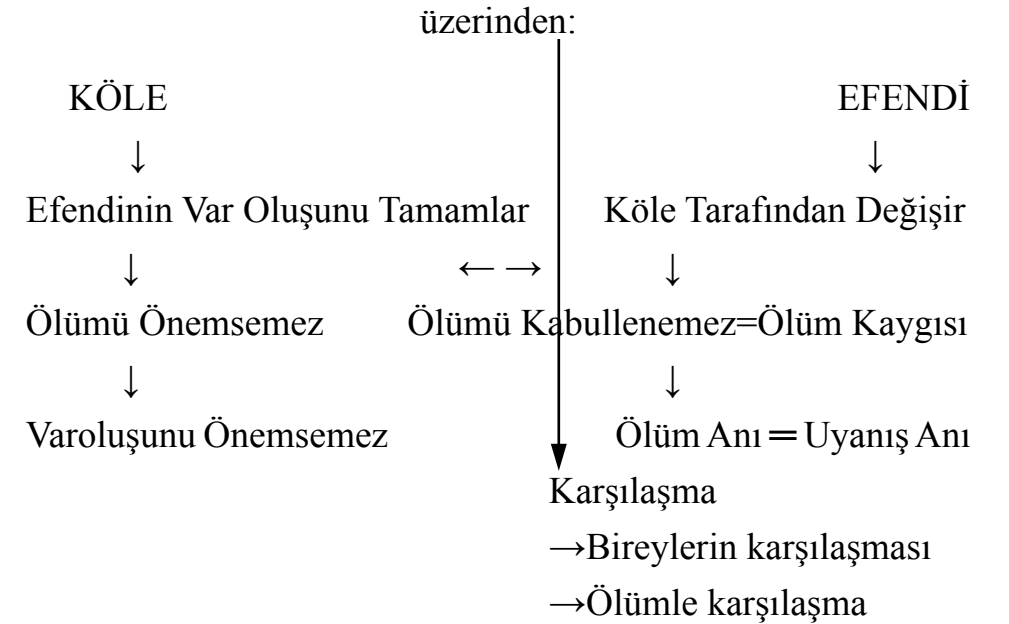 üzerinden:
KÖLE EFENDİ
↓ ↓
Efendinin Var Oluşunu Tamamlar Köle Tarafından Değişir
↓ ←→ ↓
Ölümü Önemsemez Ölümü Kabullenemez=Ölüm Kaygısı
↓ ↓
Varoluşunu Önemsemez Ölüm Anı = Uyanış Anı
Karşılaşma
→Bireylerin karşılaşması
→Ölümle karşılaşma